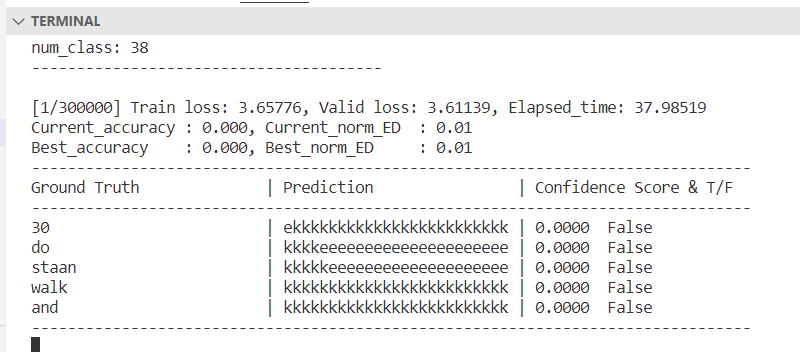 TERMINAL
num_class: 38
---------------------------------------
[1/300000] Train loss: 3.65776, Valid loss: 3.61139, Elapsed_time: 37.98519
Current_accuracy : 0.000, Current_norm_ED  : 0.01
Best_accuracy    : 0.000, Best_norm_ED     : 0.01
--------------------------------------------------------------------------------
Ground Truth              | Prediction                | Confidence Score & T/F
--------------------------------------------------------------------------------
30                        | ekkkkkkkkkkkkkkkkkkkkkkkk | 0.0000  False
do                        | kkkkeeeeeeeeeeeeeeeeeeeee | 0.0000  False
staan                     | kkkkkeeeeeeeeeeeeeeeeeeee | 0.0000  False
walk                      | kkkkkkkkkkkkkkkkkkkkkkkkk | 0.0000  False
and                       | kkkkkkkkkkkkkkkkkkkkkkkkk | 0.0000  False
--------------------------------------------------------------------------------